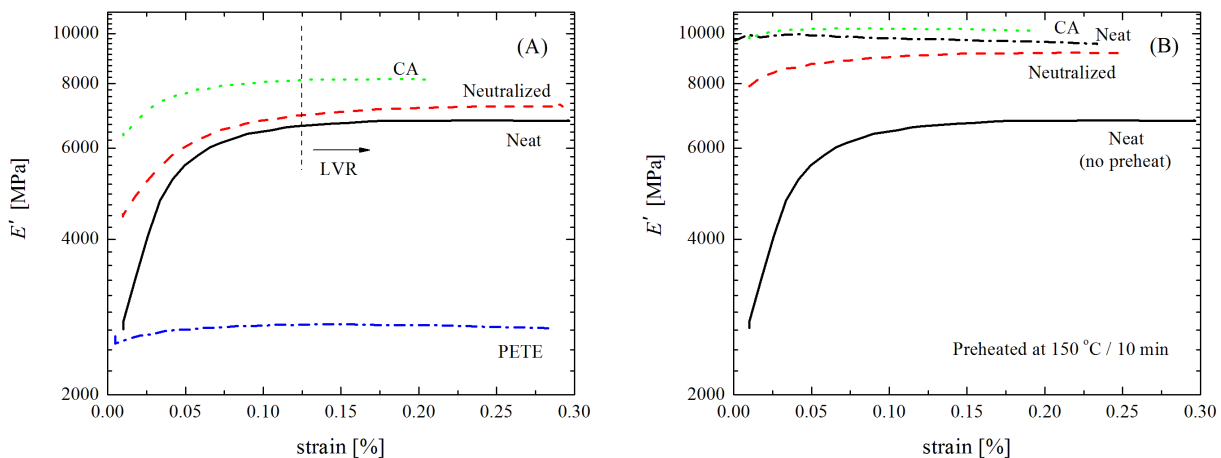 10000
8000
6000
4000
2000
E′ [MPa]
(A)
CA
Neutralized
Neat
LVR
PETE
0.00 0.05 0.10 0.15 0.20 0.25 0.30
strain [%]
10000
8000
6000
4000
2000
E′ [MPa]
(B)
CA
Neat
Neutralized
Neat
(no preheat)
Preheated at 150 °C / 10 min
0.00 0.05 0.10 0.15 0.20 0.25 0.30
strain [%]